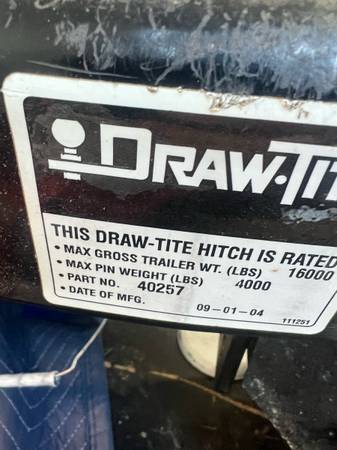 DRAW-TIT
THIS DRAW-TITE HITCH IS RATED
• MAX GROSS TRAILER WT. (LBS) 16000
• MAX PIN WEIGHT (LBS) 4000
• PART NO. 40257
• DATE OF MFG. 09-01-04
111251